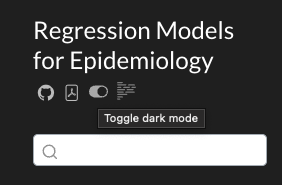 Regression Models
for Epidemiology
Toggle dark mode